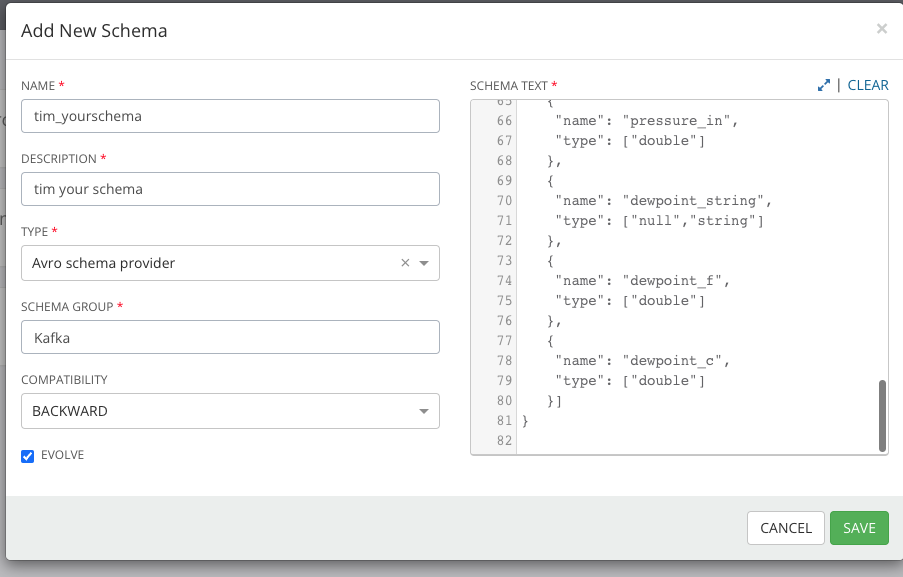 Add New Schema
×
NAME *
tim_yourschema
DESCRIPTION *
tim your schema
TYPE *
Avro schema provider ×
SCHEMA GROUP *
Kafka
COMPATIBILITY
BACKWARD
EVOLVE
SCHEMA TEXT *
| CLEAR
65 {
66 "name": "pressure_in",
67 "type": ["double"]
68 },
69 {
70 "name": "dewpoint_string",
71 "type": ["null","string"]
72 },
73 {
74 "name": "dewpoint_f",
75 "type": ["double"]
76 },
77 {
78 "name": "dewpoint_c",
79 "type": ["double"]
80 }]
81 }
82
CANCEL
SAVE